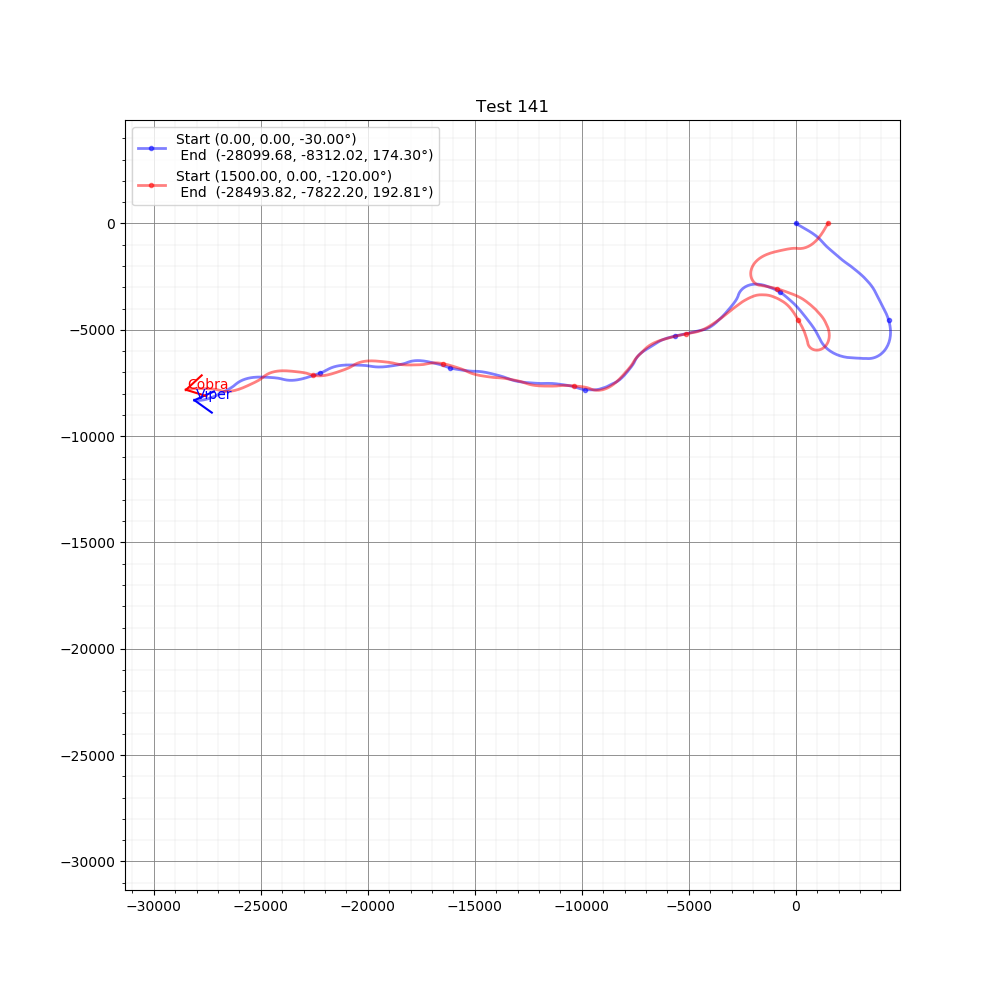 Test 141
Start (0.00, 0.00, -30.00°)
End  (-28099.68, -8312.02, 174.30°)
Start (1500.00, 0.00, -120.00°)
End  (-28493.82, -7822.20, 192.81°)
0
−5000
−10000
−15000
−20000
−25000
−30000
Cobra
Viper
−30000
−25000
−20000
−15000
−10000
−5000
0